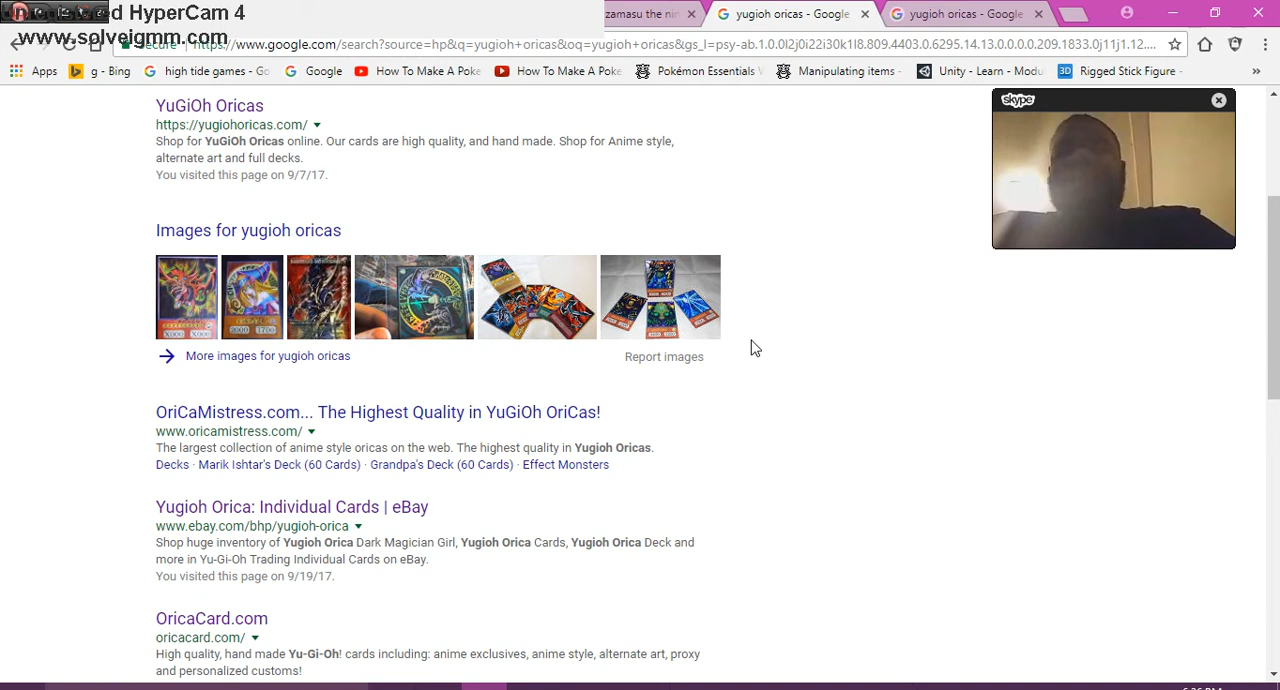 Unregistered HyperCam 4
www.solveigmm.com
zamasu the nin
yugioh oricas - Google
yugioh oricas - Google
Secure
https://www.google.com/search?source=hp&q=yugioh+oricas&oq=yugioh+oricas&gs_l=psy-ab.1.0.0l2j0i22i30k1l8.809.4403.0.6295.14.13.0.0.0.0.209.1833.0j11j1.12....
Apps
g - Bing
high tide games - Go
Google
How To Make A Poke
How To Make A Poke
Pokémon Essentials W
Manipulating items -
Unity - Learn - Modu
Rigged Stick Figure -
»
YuGiOh Oricas
https://yugiohoricas.com/
Shop for YuGiOh Oricas online. Our cards are high quality, and hand made. Shop for Anime style,
alternate art and full decks.
You visited this page on 9/7/17.
skype
Images for yugioh oricas
X000 X000
2000 1700
More images for yugioh oricas
Report images
OriCaMistress.com... The Highest Quality in YuGiOh OriCas!
www.oricamistress.com/
The largest collection of anime style oricas on the web. The highest quality in Yugioh Oricas.
Decks · Marik Ishtar's Deck (60 Cards) · Grandpa's Deck (60 Cards) · Effect Monsters
Yugioh Orica: Individual Cards | eBay
www.ebay.com/bhp/yugioh-orica
Shop huge inventory of Yugioh Orica Dark Magician Girl, Yugioh Orica Cards, Yugioh Orica Deck and
more in Yu-Gi-Oh Trading Individual Cards on eBay.
You visited this page on 9/19/17.
OricaCard.com
oricacard.com/
High quality, hand made Yu-Gi-Oh! cards including: anime exclusives, anime style, alternate art, proxy
and personalized customs!